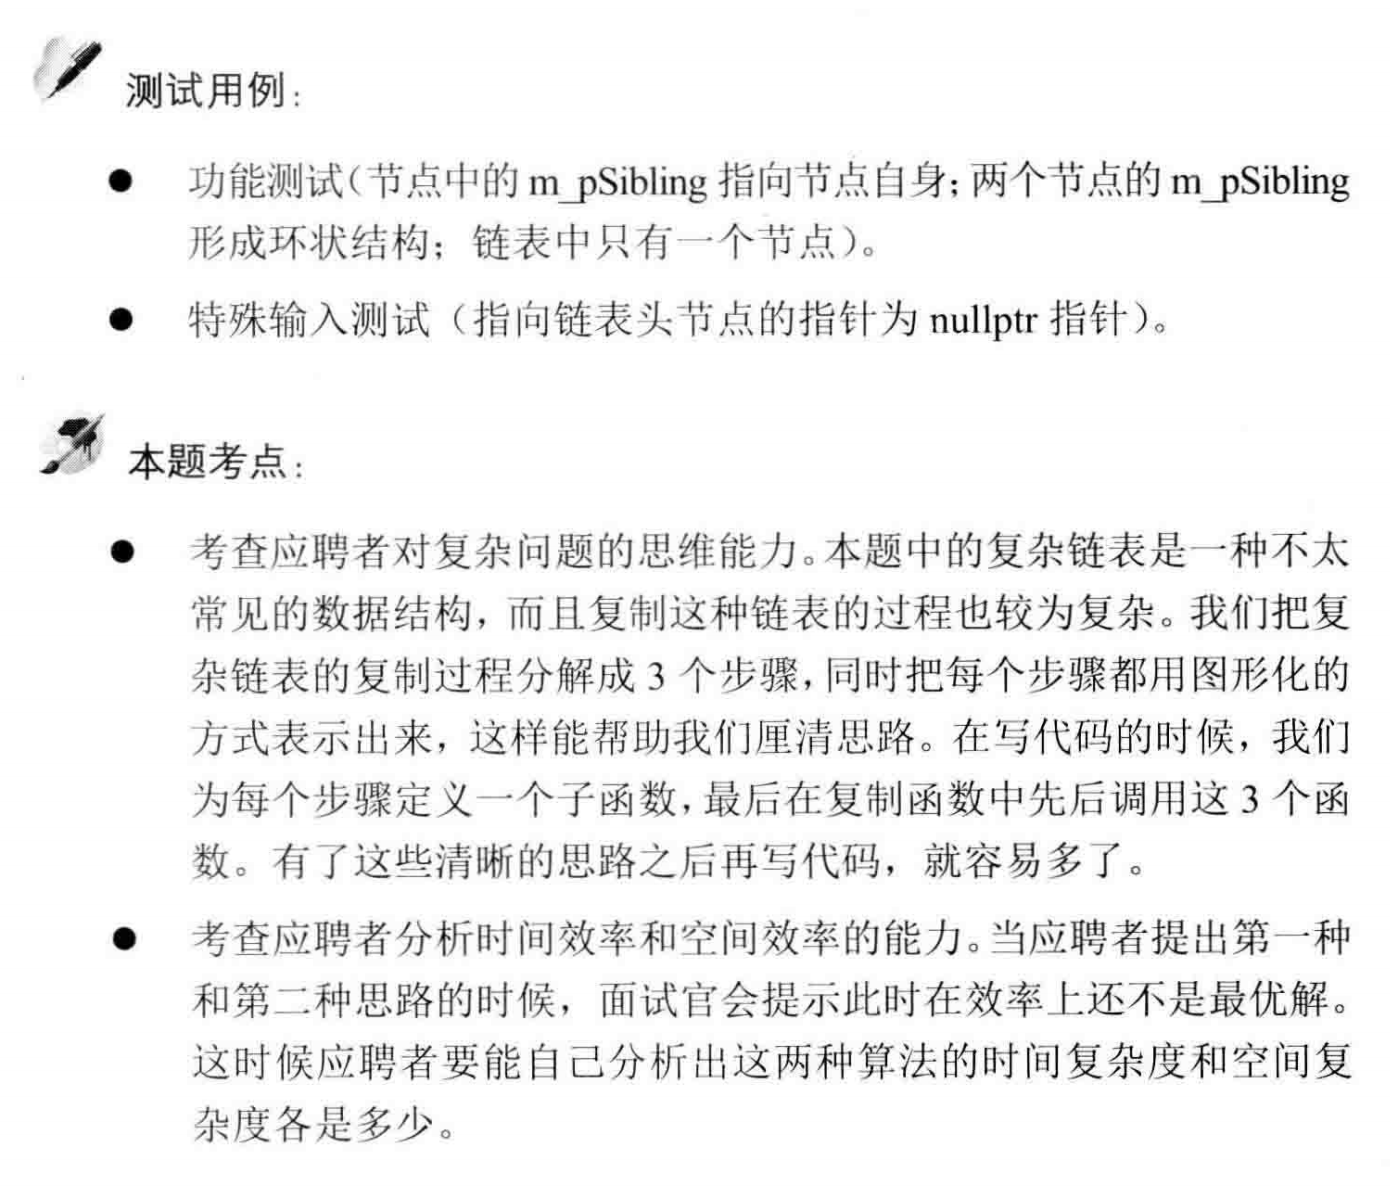 测试用例：
● 功能测试（节点中的 m_pSibling 指向节点自身；两个节点的 m_pSibling
形成环状结构；链表中只有一个节点）。
● 特殊输入测试（指向链表头节点的指针为 nullptr 指针）。
本题考点：
● 考查应聘者对复杂问题的思维能力。本题中的复杂链表是一种不太
常见的数据结构，而且复制这种链表的过程也较为复杂。我们把复
杂链表的复制过程分解成 3 个步骤，同时把每个步骤都用图形化的
方式表示出来，这样能帮助我们厘清思路。在写代码的时候，我们
为每个步骤定义一个子函数，最后在复制函数中先后调用这 3 个函
数。有了这些清晰的思路之后再写代码，就容易多了。
● 考查应聘者分析时间效率和空间效率的能力。当应聘者提出第一种
和第二种思路的时候，面试官会提示此时在效率上还不是最优解。
这时候应聘者要能自己分析出这两种算法的时间复杂度和空间复
杂度各是多少。